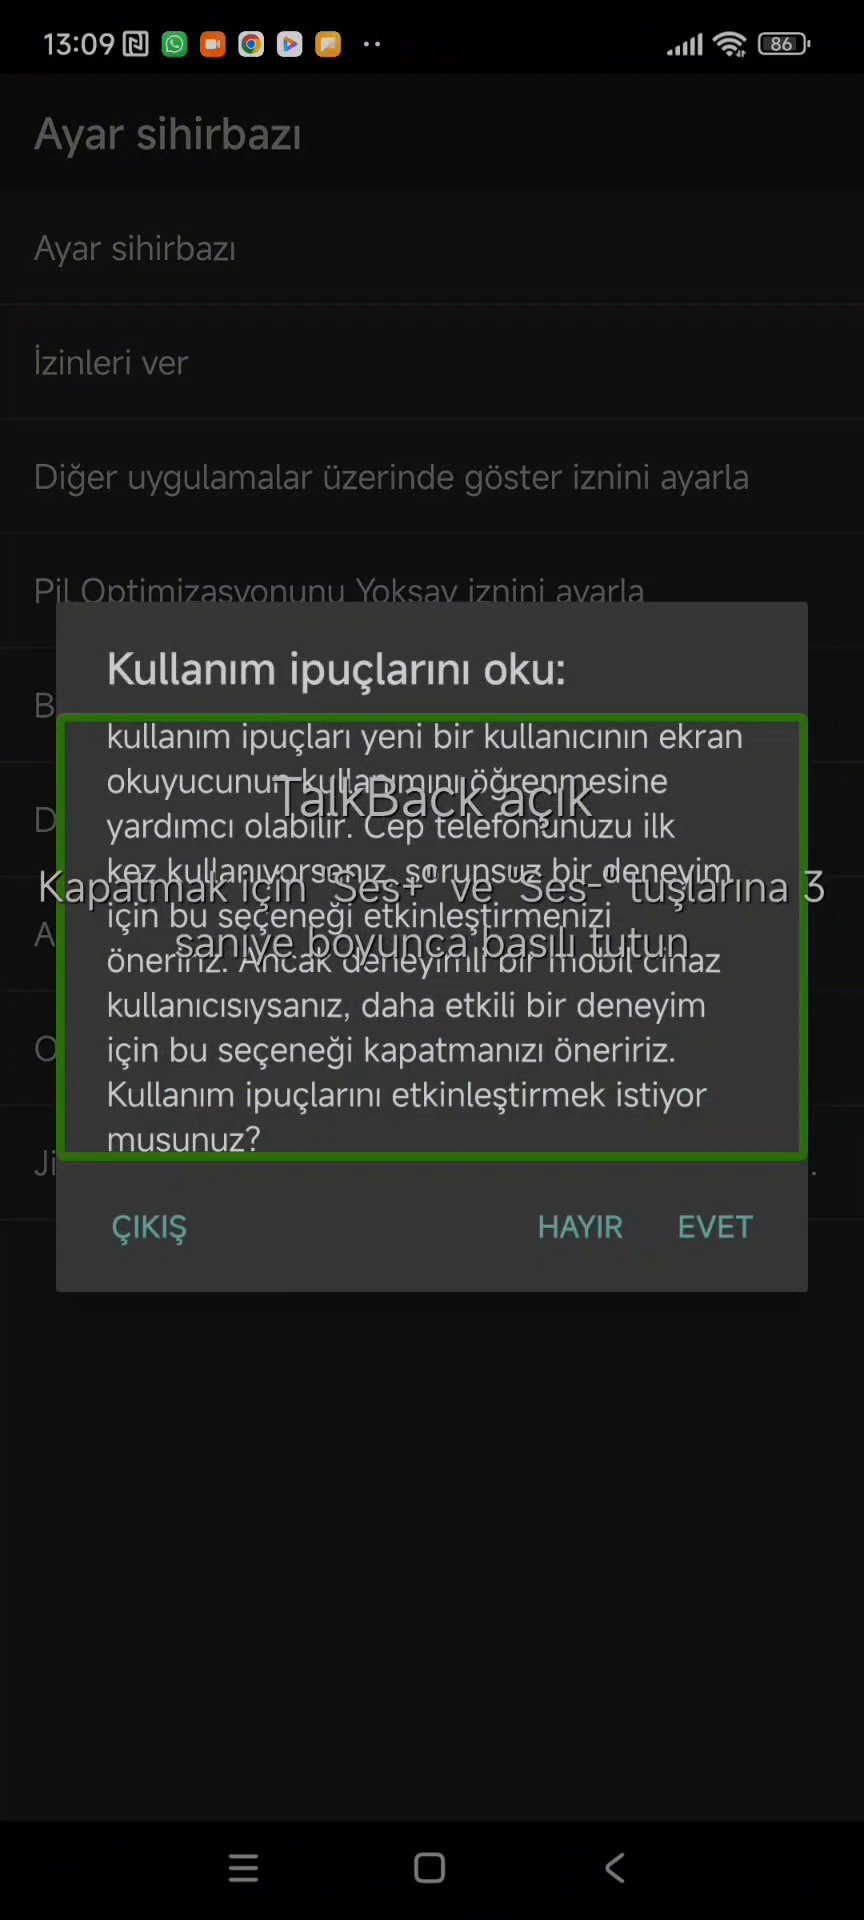 13:09
86
Ayar sihirbazı
Ayar sihirbazı
İzinleri ver
Diğer uygulamalar üzerinde göster iznini ayarla
Pil Optimizasyonunu Yoksay iznini ayarla
B
D
A
O
Ji
.
Kullanım ipuçlarını oku:
kullanım ipuçları yeni bir kullanıcının ekran
okuyucunun kullanımını öğrenmesine
yardımcı olabilir. Cep telefonunuzu ilk
kez kullanıyorsanız, sorunsuz bir deneyim
için bu seçeneği etkinleştirmenizi
öneririz. Ancak deneyimli bir mobil cihaz
kullanıcısıysanız, daha etkili bir deneyim
için bu seçeneği kapatmanızı öneririz.
Kullanım ipuçlarını etkinleştirmek istiyor
musunuz?
TalkBack açık
Kapatmak için "Ses+" ve "Ses-" tuşlarına 3
saniye boyunca basılı tutun
ÇIKIŞ HAYIR EVET